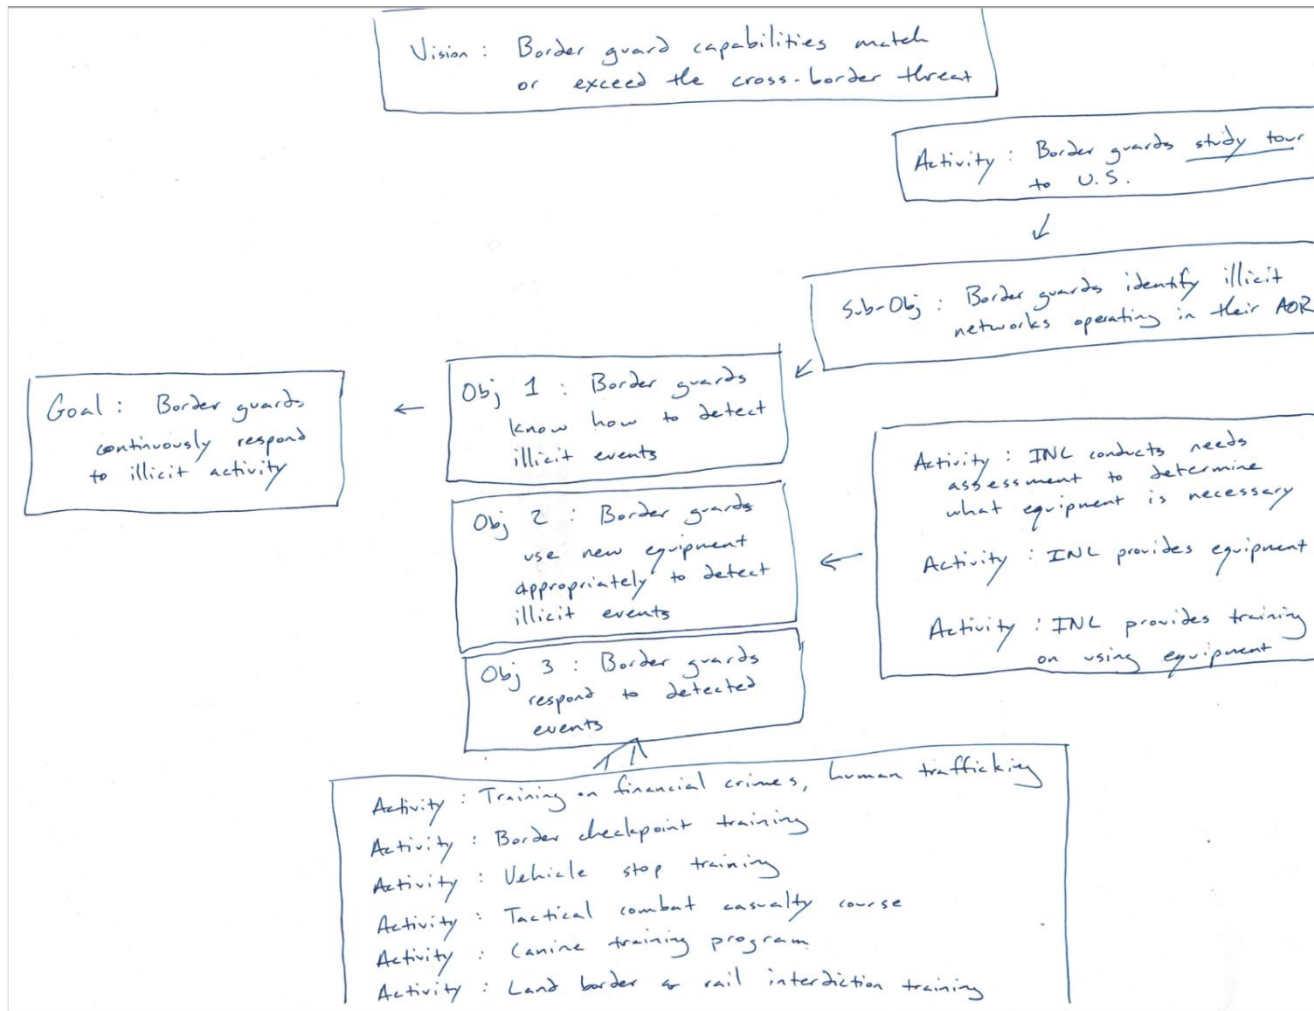 Vision : Border guard capabilities match
or exceed the cross-border threat
Activity : Border guards study tour
to U.S.
Sub-Obj : Border guards identify illicit
networks operating in their AOR
Obj 1 : Border guards
know how to detect
illicit events
Goal : Border guards
continuously respond
to illicit activity
Obj 2 : Border guards
use new equipment
appropriately to detect
illicit events
Activity : INL conducts needs
assessment to determine
what equipment is necessary
Activity : INL provides equipment
Activity : INL provides training
on using equipment
Obj 3 : Border guards
respond to detected
events
Activity : Training on financial crimes, human trafficking
Activity : Border checkpoint training
Activity : Vehicle stop training
Activity : Tactical combat casualty course
Activity : Canine training program
Activity : Land border & rail interdiction training